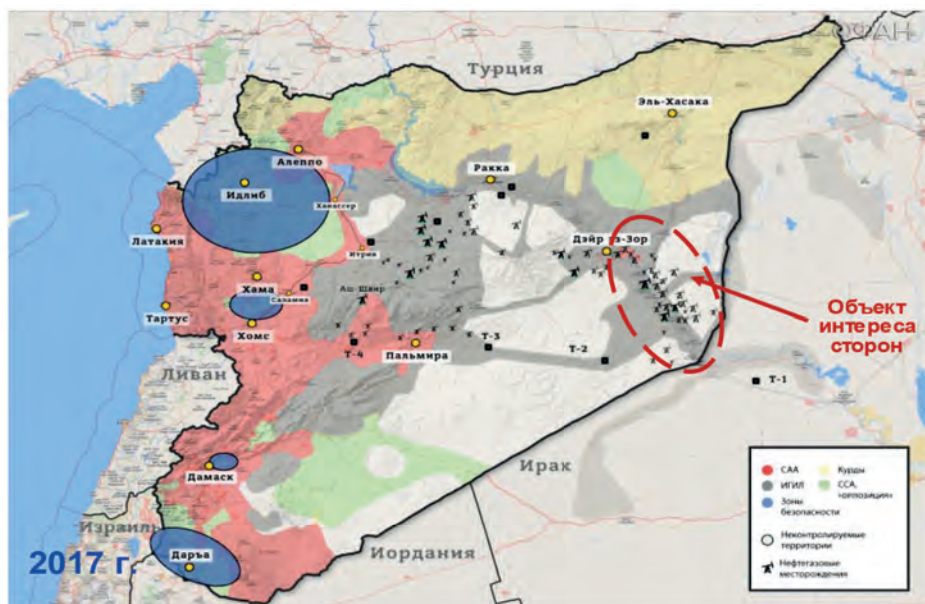 ФАН
Турция
Эль-Хасака
Алеппо
Ракка
Идлиб
Ханассер
Латакия
Дэйр эз-Зор
Итрия
Хама
Саламия
Аш-Шаир
Объект
интереса
сторон
Тартус
Хомс
Т-4
Пальмира
Т-3
Т-2
Т-1
Ливан
Ирак
Дамаск
Израиль
Иордания
2017 г.
Даръа
САА
ИГИЛ
Зоны
безопасности
Курды
ССА,
«оппозиция»
Неконтролируемые
территории
Нефтегазовые
месторождения